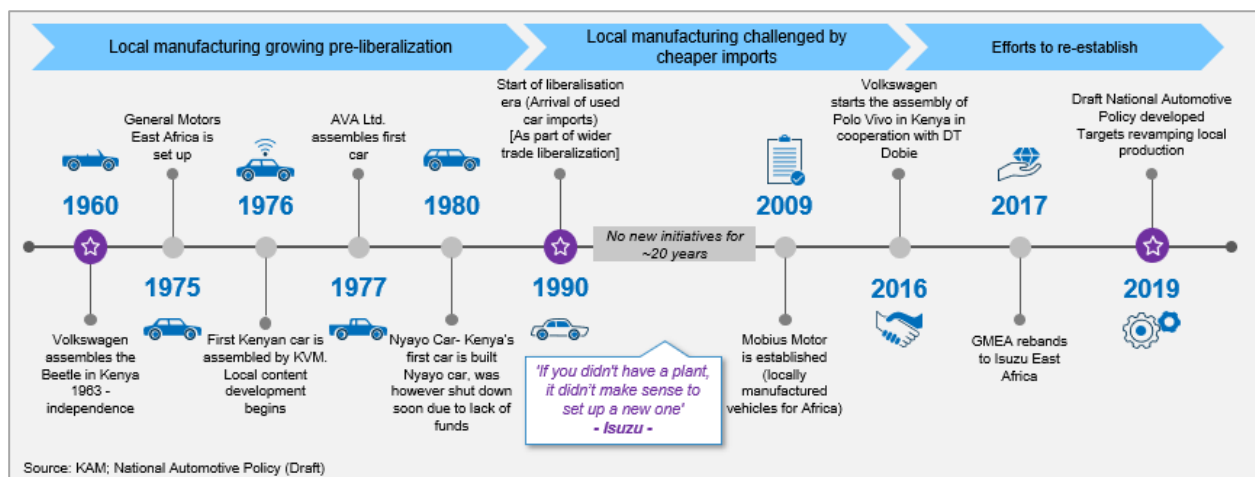 Local manufacturing growing pre-liberalization
Local manufacturing challenged by
cheaper imports
Efforts to re-establish
General Motors
East Africa is
set up
AVA Ltd.
assembles first
car
Start of liberalisation
era (Arrival of used
car imports)
[As part of wider
trade liberalization]
Volkswagen
starts the assembly of
Polo Vivo in Kenya in
cooperation with DT
Dobie
Draft National Automotive
Policy developed
Targets revamping local
production
1960
1976
1980
2009
2017
No new initiatives for
~20 years
1975
1977
1990
2016
2019
Volkswagen
assembles the
Beetle in Kenya
1963 -
independence
First Kenyan car is
assembled by KVM.
Local content
development
begins
Nyayo Car- Kenya's
first car is built
Nyayo car, was
however shut down
soon due to lack of
funds
'If you didn't have a plant,
it didn't make sense to
set up a new one'
- Isuzu -
Mobius Motor
is established
(locally
manufactured
vehicles for Africa)
GMEA rebands
to Isuzu East
Africa
Source: KAM; National Automotive Policy (Draft)